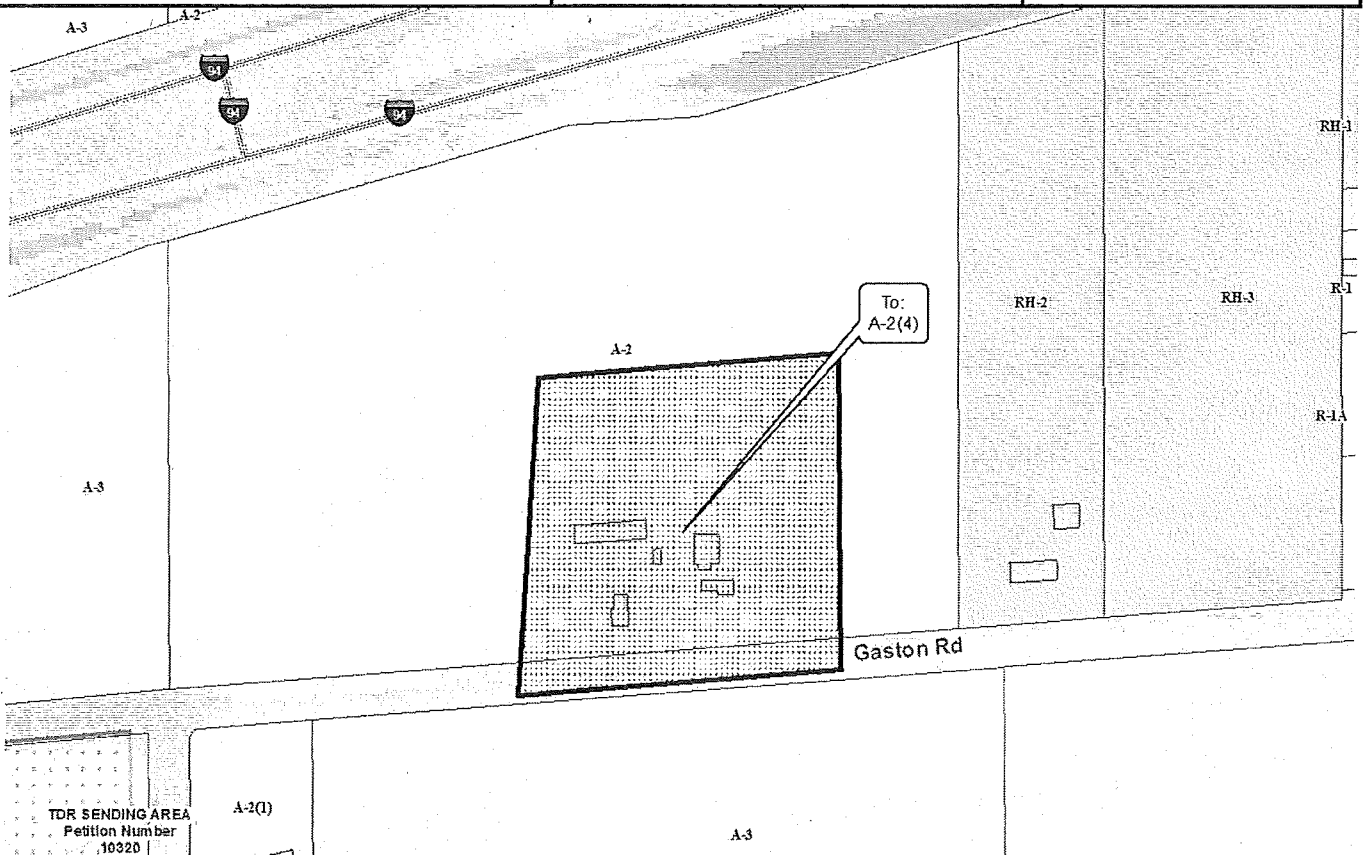 A-3
A-2
94
94
94
RH-1
To:
A-2(4)
RH-2
RH-3
R-1
A-2
R-1A
A-3
Gaston Rd
A-2(1)
TDR SENDING AREA
Petition Number
10320
A-3